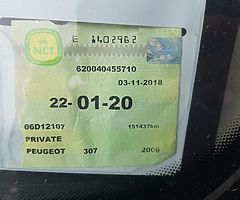 NCT
E 1402962
620040455710
03-11-2018
22-01-20
06D12107 151437km
PRIVATE
PEUGEOT 307 2006